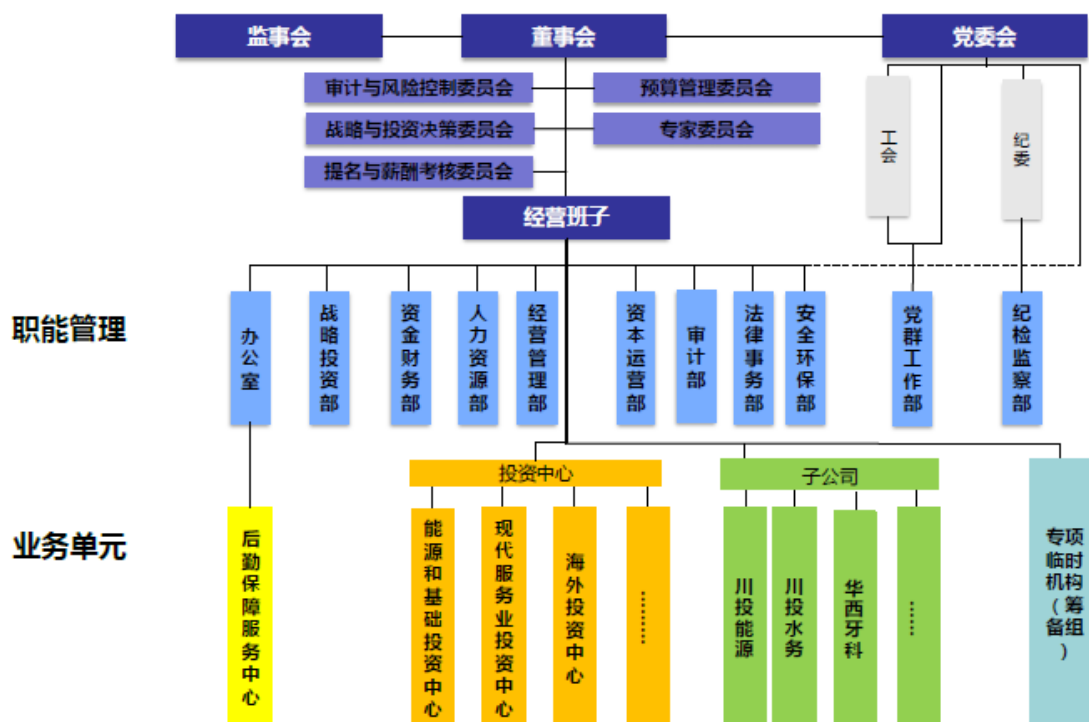 监事会
董事会
党委会
审计与风险控制委员会
预算管理委员会
战略与投资决策委员会
专家委员会
提名与薪酬考核委员会
工会
纪委
经营班子
职能管理
办公室
战略投资部
资金财务部
人力资源部
经营管理部
资本运营部
审计部
法律事务部
安全环保部
党群工作部
纪检监察部
投资中心
子公司
业务单元
后勤保障服务中心
能源和基础投资中心
现代服务业投资中心
海外投资中心
………
川投能源
川投水务
华西牙科
……
专项
临时
机构
（筹
备组
）